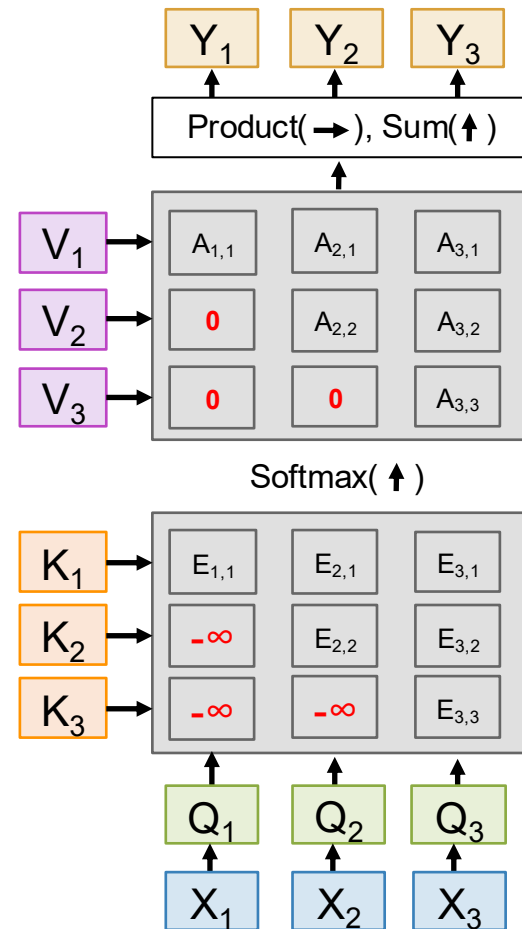 Y1 Y2 Y3
Product(→), Sum(↑)
V1 A1,1 A2,1 A3,1
V2 0 A2,2 A3,2
V3 0 0 A3,3
Softmax(↑)
K1 E1,1 E2,1 E3,1
K2 -∞ E2,2 E3,2
K3 -∞ -∞ E3,3
Q1 Q2 Q3
X1 X2 X3